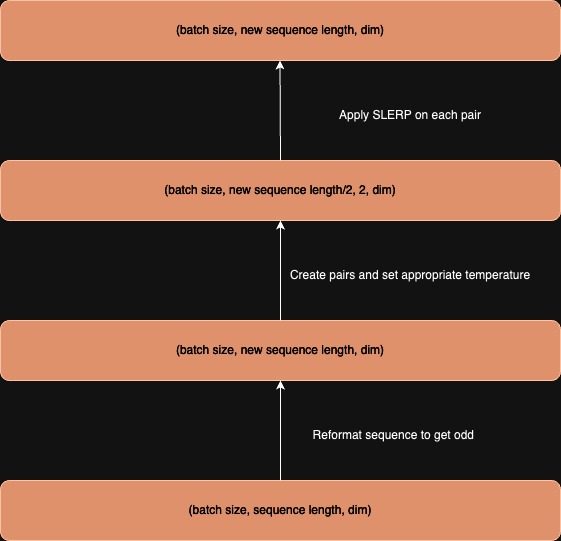 (batch size, new sequence length, dim)
Apply SLERP on each pair
(batch size, new sequence length/2, 2, dim)
Create pairs and set appropriate temperature
(batch size, new sequence length, dim)
Reformat sequence to get odd
(batch size, sequence length, dim)